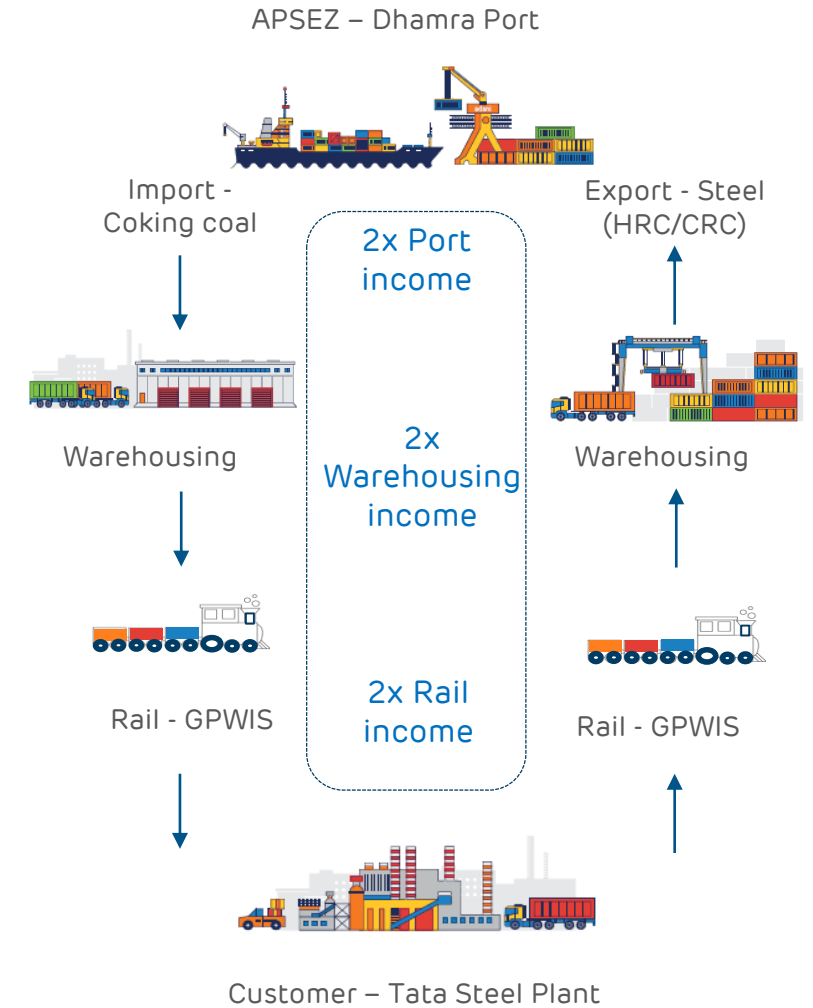 APSEZ – Dhamra Port
Import -
Coking coal
Export - Steel
(HRC/CRC)
2x Port
income
Warehousing
2x
Warehousing
income
Warehousing
Rail - GPWIS
2x Rail
income
Rail - GPWIS
Customer – Tata Steel Plant